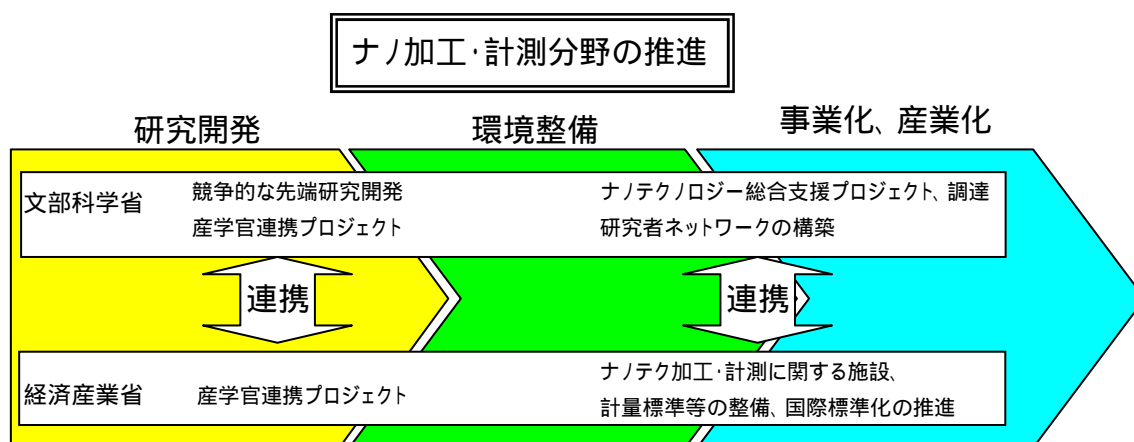 ナノ加工・計測分野の推進
研究開発
環境整備
事業化、産業化
文部科学省
競争的な先端研究開発
産学官連携プロジェクト
ナノテクノロジー総合支援プロジェクト、調達
研究者ネットワークの構築
連携
連携
経済産業省
産学官連携プロジェクト
ナノテク加工・計測に関する施設、
計量標準等の整備、国際標準化の推進